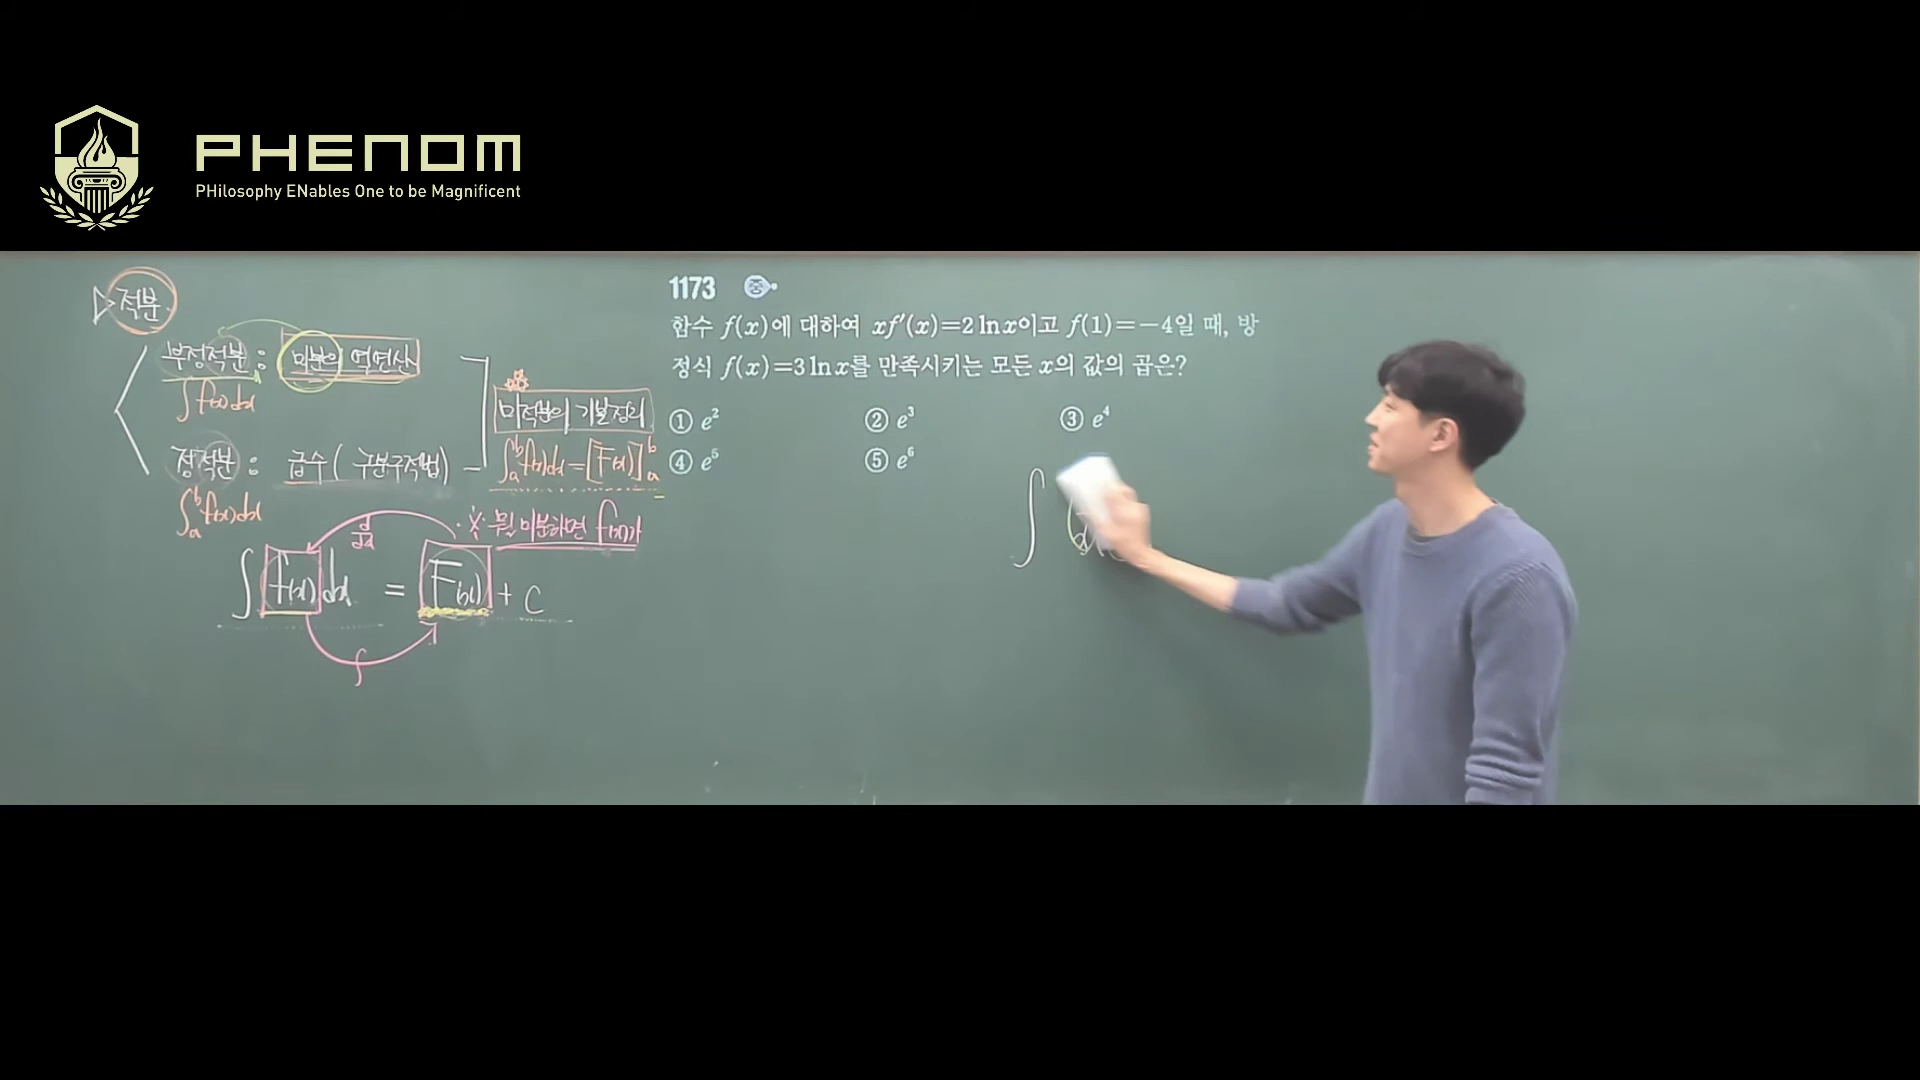 PHENOM
PHilosophy ENables One to be Magnificent
▷ 적분
부정적분 : 미분의 역연산
∫f(x)dx
정적분 : 급수 ( 구분구적법 )
∫ₐᵇf(x)dx
미적분의 기본정리
∫ₐᵇf(x)dx=[F(x)]ₐᵇ
※ 뭘 미분하면 f(x)가
d/dx
∫f(x)dx = F(x) + C
∫
1173 중
함수 f(x)에 대하여 xf′(x)=2 ln x이고 f(1)=−4일 때, 방
정식 f(x)=3 ln x를 만족시키는 모든 x의 값의 곱은?
① e² ② e³ ③ e⁴
④ e⁵ ⑤ e⁶
∫